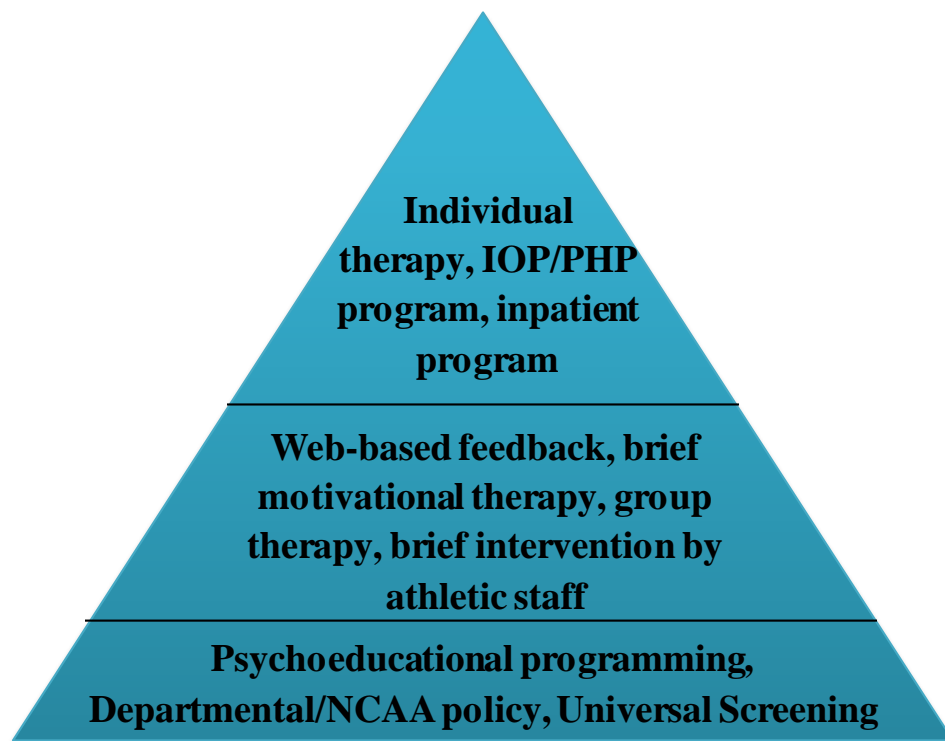 Individual
therapy, IOP/PHP
program, inpatient
program
Web-based feedback, brief
motivational therapy, group
therapy, brief intervention by
athletic staff
Psychoeducational programming,
Departmental/NCAA policy, Universal Screening